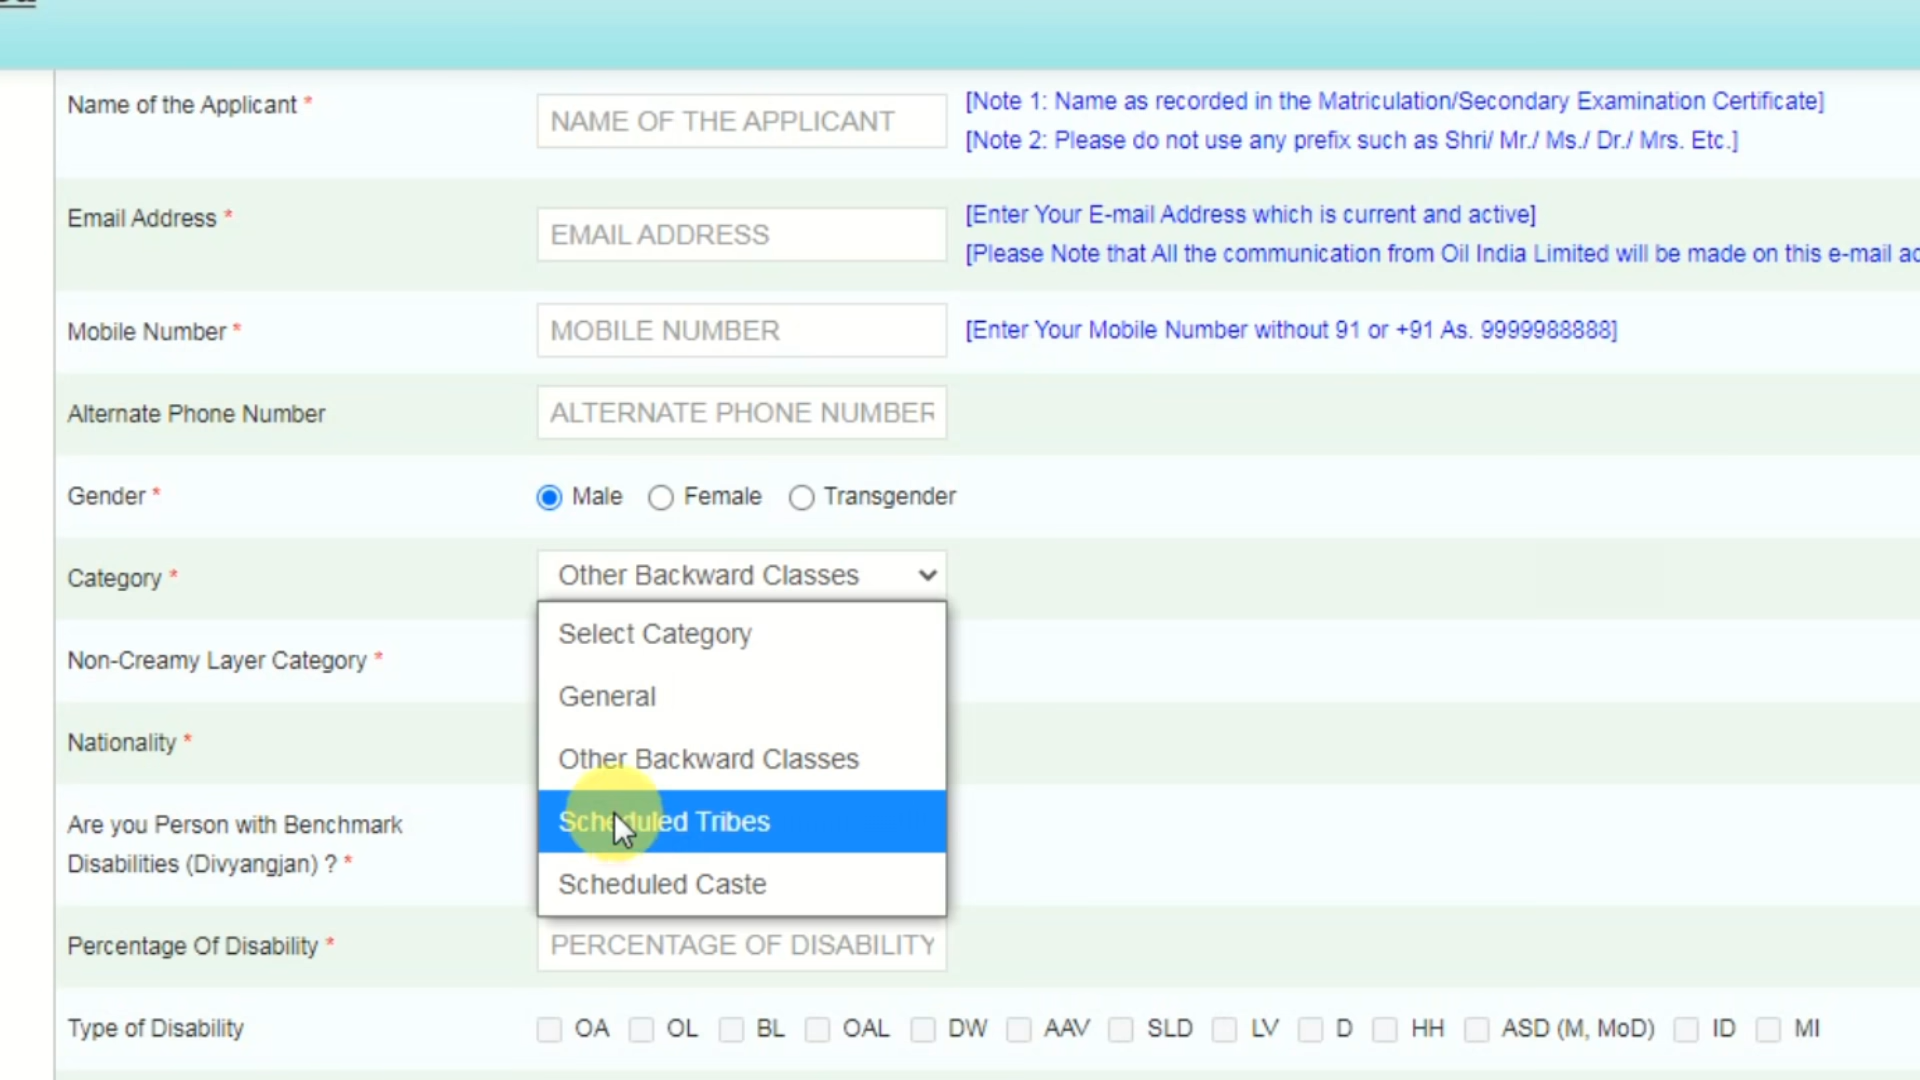 Name of the Applicant *
NAME OF THE APPLICANT
[Note 1: Name as recorded in the Matriculation/Secondary Examination Certificate]
[Note 2: Please do not use any prefix such as Shri/ Mr./ Ms./ Dr./ Mrs. Etc.]
Email Address *
EMAIL ADDRESS
[Enter Your E-mail Address which is current and active]
[Please Note that All the communication from Oil India Limited will be made on this e-mail
Mobile Number *
MOBILE NUMBER
[Enter Your Mobile Number without 91 or +91 As. 9999988888]
Alternate Phone Number
ALTERNATE PHONE NUMBER
Gender *
Male Female Transgender
Category *
Other Backward Classes
Select Category
General
Other Backward Classes
Scheduled Tribes
Scheduled Caste
Non-Creamy Layer Category *
Nationality *
Are you Person with Benchmark
Disabilities (Divyangjan) ? *
Percentage Of Disability *
PERCENTAGE OF DISABILITY
Type of Disability
OA OL BL OAL DW AAV SLD LV D HH ASD (M, MoD) ID MI